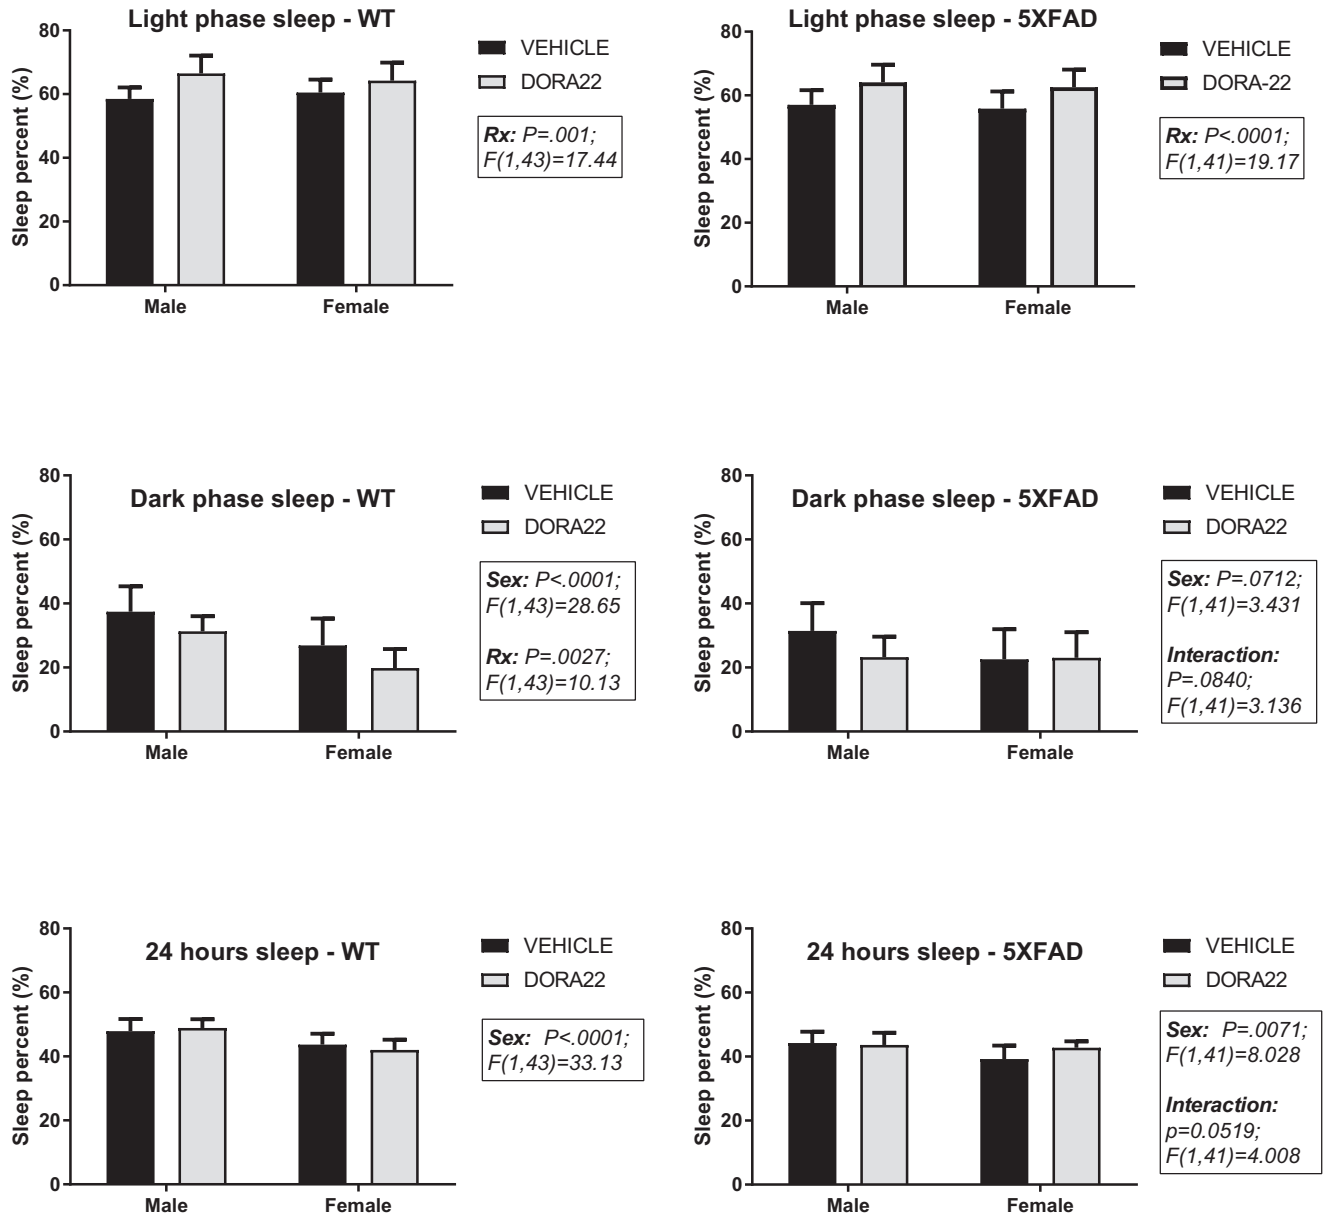 Light phase sleep - WT
Sleep percent (%)
80
60
40
20
0
Male
Female
VEHICLE
DORA22
Rx: P=.001;
F(1,43)=17.44
Light phase sleep - 5XFAD
Sleep percent (%)
80
60
40
20
0
Male
Female
VEHICLE
DORA-22
Rx: P<.0001;
F(1,41)=19.17
Dark phase sleep - WT
Sleep percent (%)
80
60
40
20
0
Male
Female
VEHICLE
DORA22
Sex: P<.0001;
F(1,43)=28.65
Rx: P=.0027;
F(1,43)=10.13
Dark phase sleep - 5XFAD
Sleep percent (%)
80
60
40
20
0
Male
Female
VEHICLE
DORA22
Sex: P=.0712;
F(1,41)=3.431
Interaction:
P=.0840;
F(1,41)=3.136
24 hours sleep - WT
Sleep percent (%)
80
60
40
20
0
Male
Female
VEHICLE
DORA22
Sex: P<.0001;
F(1,43)=33.13
24 hours sleep - 5XFAD
Sleep percent (%)
80
60
40
20
0
Male
Female
VEHICLE
DORA22
Sex: P=.0071;
F(1,41)=8.028
Interaction:
p=0.0519;
F(1,41)=4.008